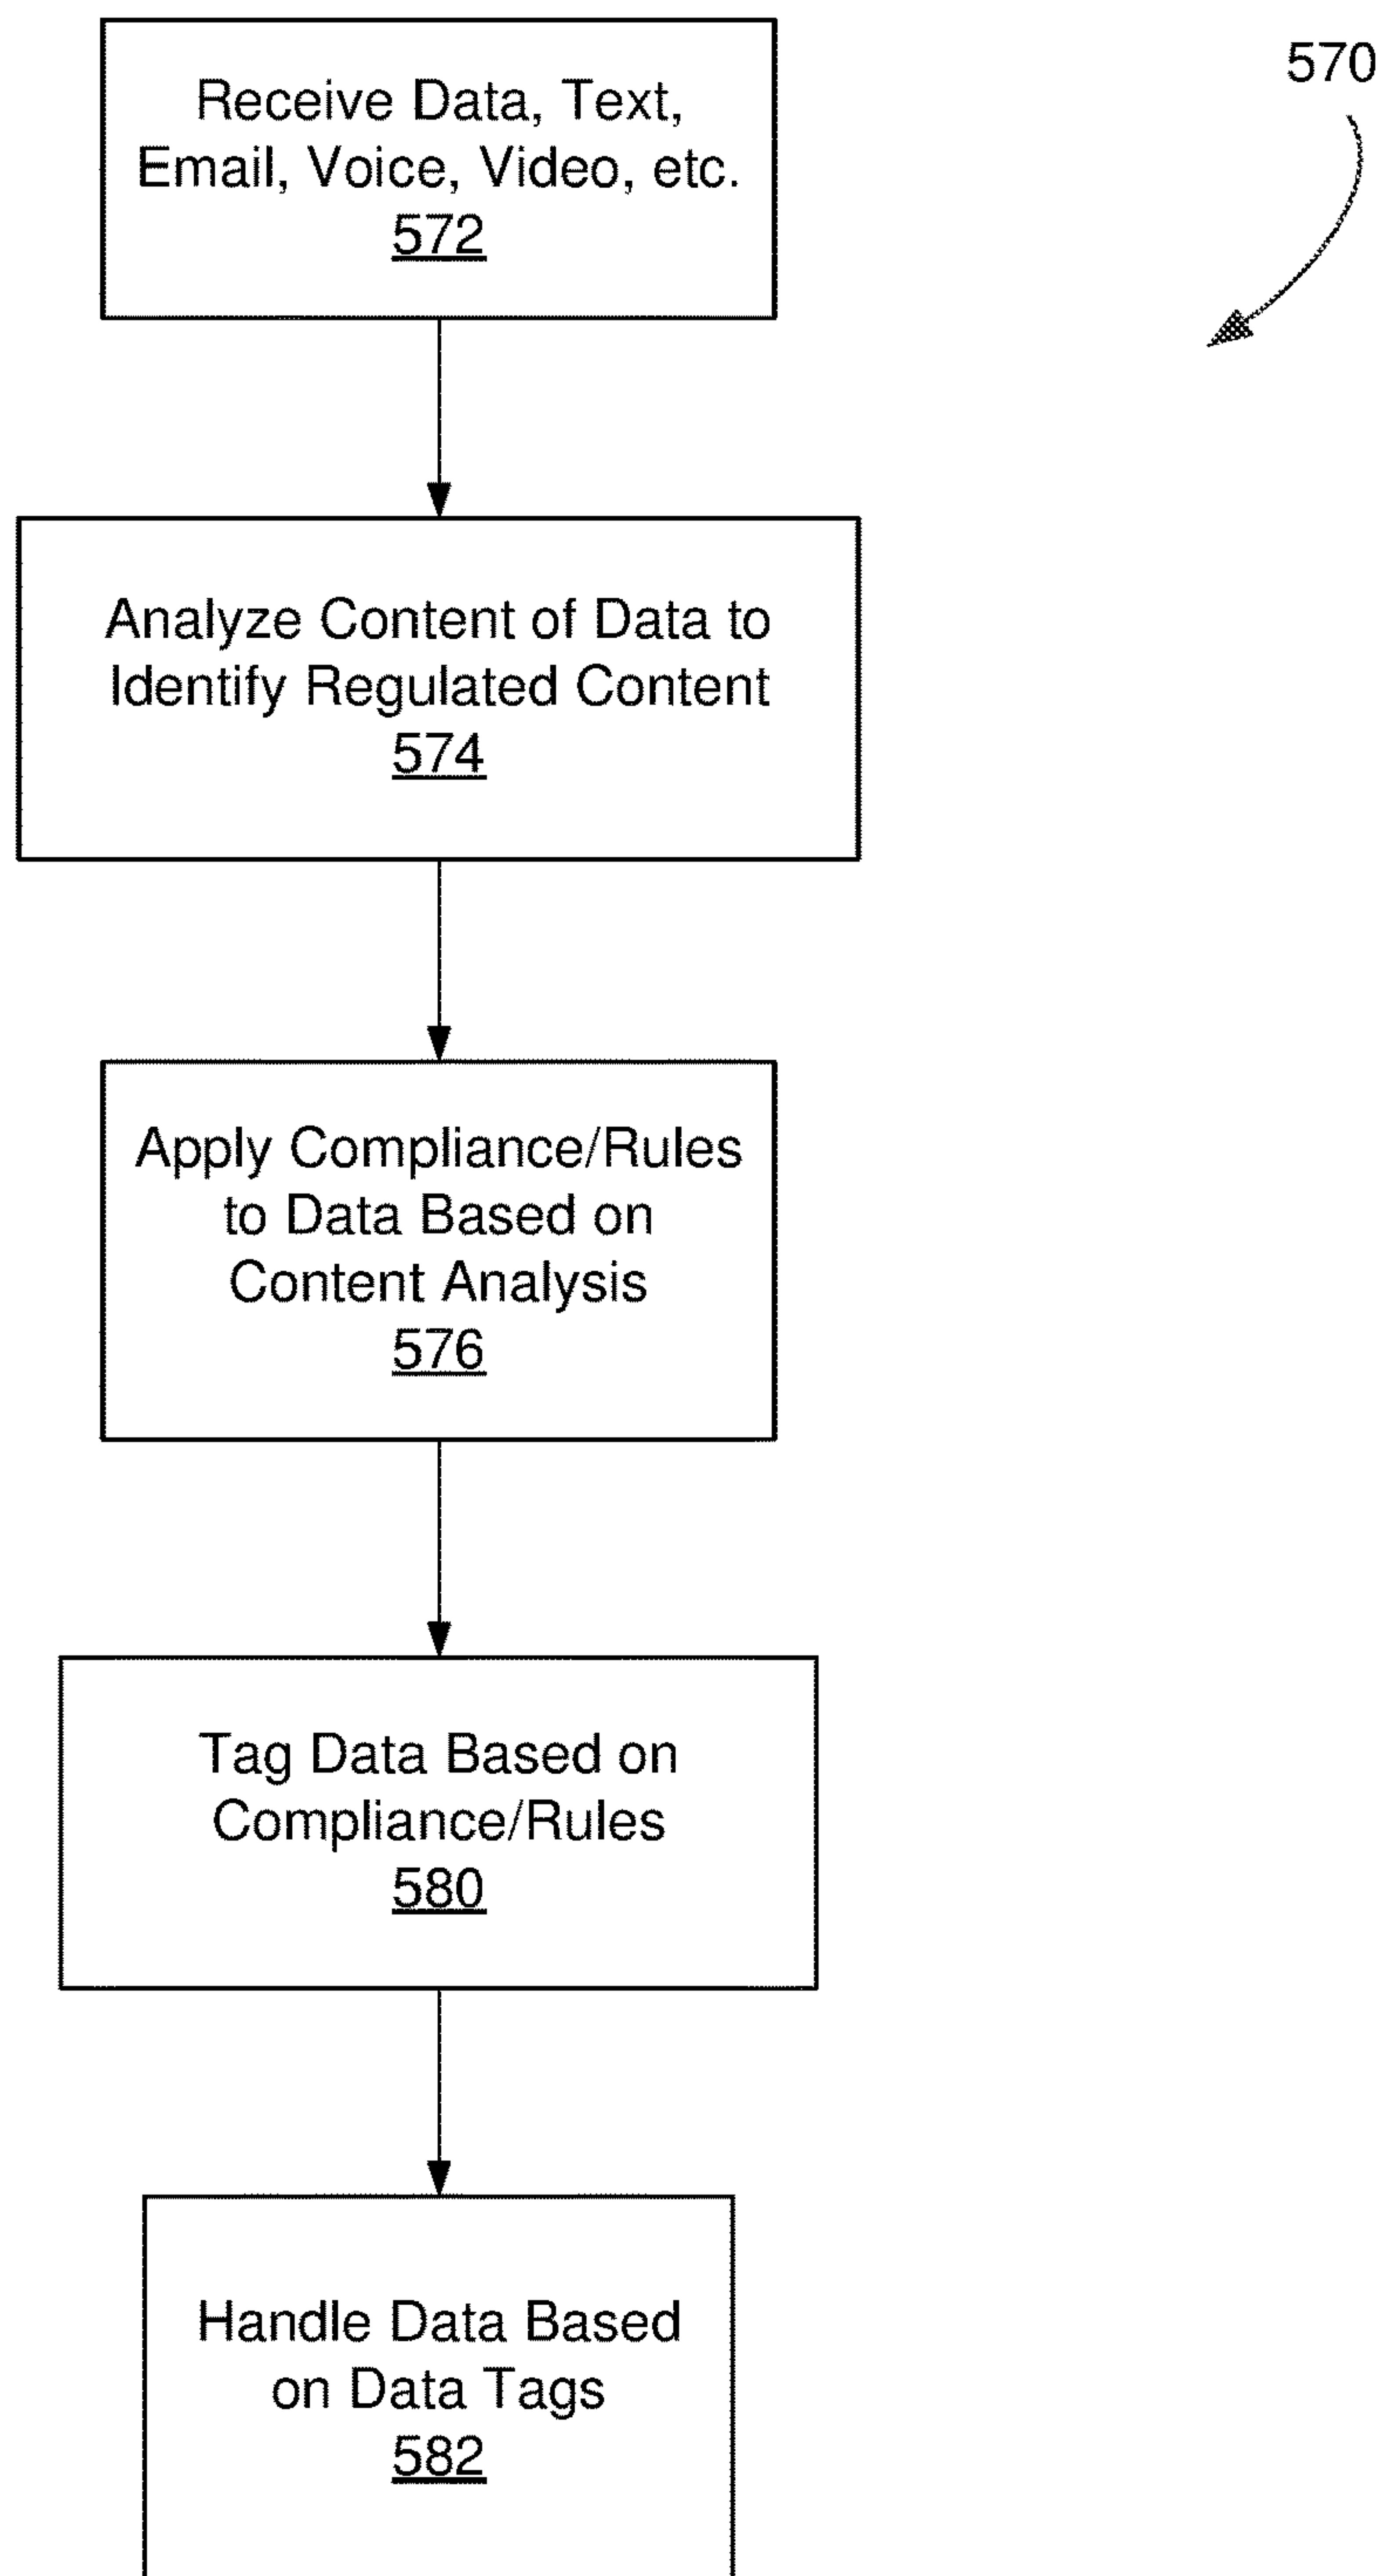 570
Receive Data, Text,
Email, Voice, Video, etc.
572
Analyze Content of Data to
Identify Regulated Content
574
Apply Compliance/Rules
to Data Based on
Content Analysis
576
Tag Data Based on
Compliance/Rules
580
Handle Data Based
on Data Tags
582